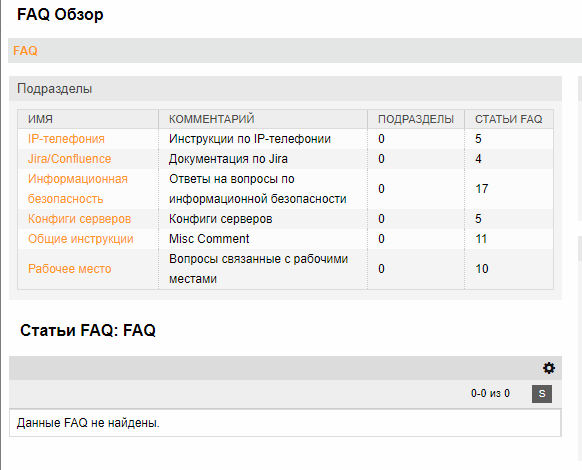 FAQ Обзор
FAQ
Подразделы
ИМЯ КОММЕНТАРИЙ ПОДРАЗДЕЛЫ СТАТЬИ FAQ
IP-телефония Инструкции по IP-телефонии 0 5
Jira/Confluence Документация по Jira 0 4
Информационная безопасность Ответы на вопросы по информационной безопасности 0 17
Конфиги серверов Конфиги серверов 0 5
Общие инструкции Misc Comment 0 11
Рабочее место Вопросы связанные с рабочими местами 0 10
Статьи FAQ: FAQ
0-0 из 0 S
Данные FAQ не найдены.